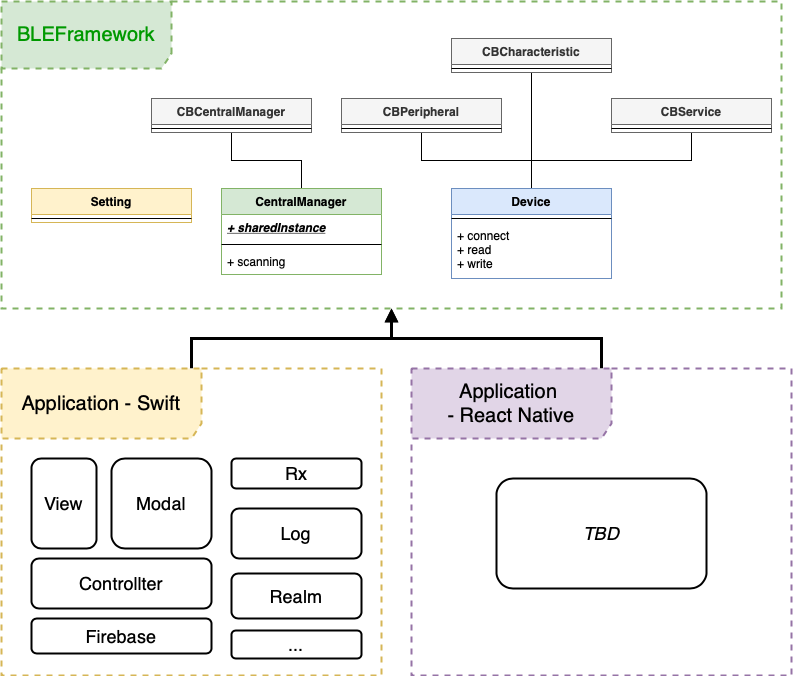 BLEFramework
CBCharacteristic
CBCentralManager
CBPeripheral
CBService
Setting
CentralManager
+ sharedInstance
+ scanning
Device
+ connect
+ read
+ write
Application - Swift
View
Modal
Controllter
Firebase
Rx
Log
Realm
...
Application
- React Native
TBD